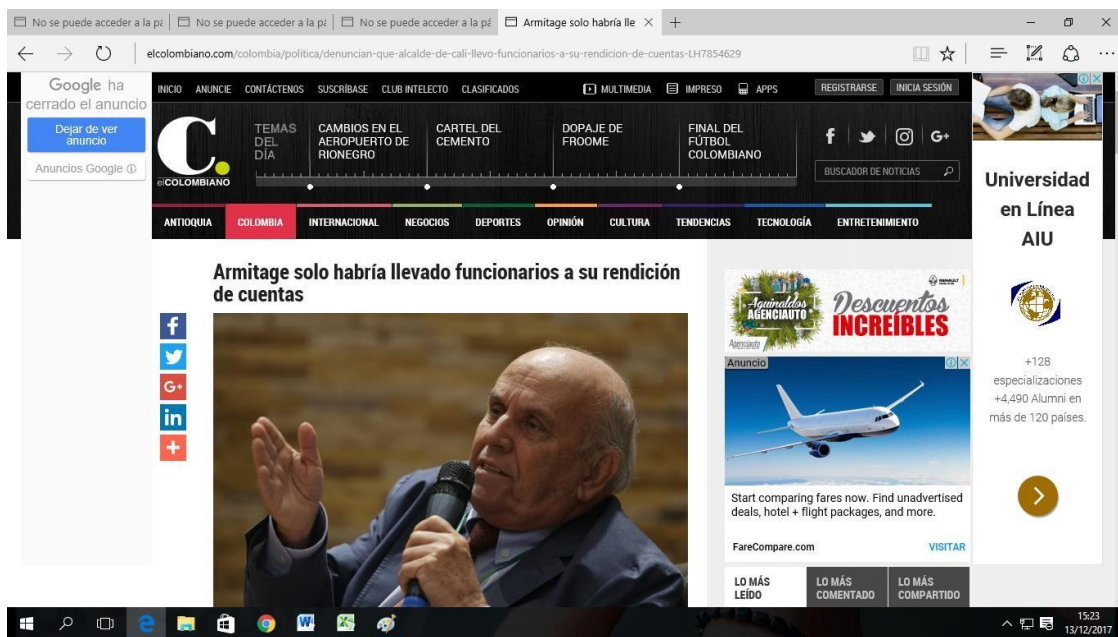 No se puede acceder a la pá
No se puede acceder a la pá
No se puede acceder a la pá
Armitage solo habría lle
elcolombiano.com/colombia/politica/denuncian-que-alcalde-de-cali-llevo-funcionarios-a-su-rendicion-de-cuentas-LH7854629
Google ha
cerrado el anuncio
Dejar de ver
anuncio
Anuncios Google
INICIO ANUNCIE CONTÁCTENOS SUSCRÍBASE CLUB INTELECTO CLASIFICADOS
MULTIMEDIA IMPRESO APPS
REGISTRARSE INICIA SESIÓN
elCOLOMBIANO
TEMAS
DEL
DÍA
CAMBIOS EN EL
AEROPUERTO DE
RIONEGRO
CARTEL DEL
CEMENTO
DOPAJE DE
FROOME
FINAL DEL
FÚTBOL
COLOMBIANO
G+
BUSCADOR DE NOTICIAS
ANTIOQUIA COLOMBIA INTERNACIONAL NEGOCIOS DEPORTES OPINIÓN CULTURA TENDENCIAS TECNOLOGÍA ENTRETENIMIENTO
Armitage solo habría llevado funcionarios a su rendición
de cuentas
f
G+
in
+
Aguinaldos
AGENCIAUTO
Agenciauto
RENAULT
Descuentos
INCREÍBLES
Anuncio
Start comparing fares now. Find unadvertised
deals, hotel + flight packages, and more.
FareCompare.com VISITAR
LO MÁS
LEÍDO
LO MÁS
COMENTADO
LO MÁS
COMPARTIDO
Universidad
en Línea
AIU
+128
especializaciones
+4,490 Alumni en
más de 120 países.
15:23
13/12/2017